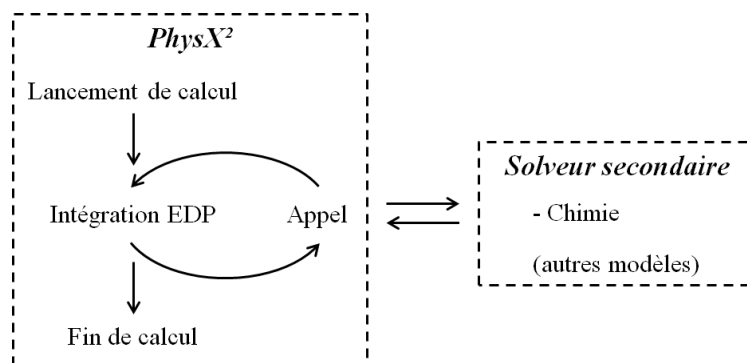 PhysX²
Lancement de calcul
Intégration EDP
Appel
Fin de calcul
Solveur secondaire
- Chimie
(autres modèles)